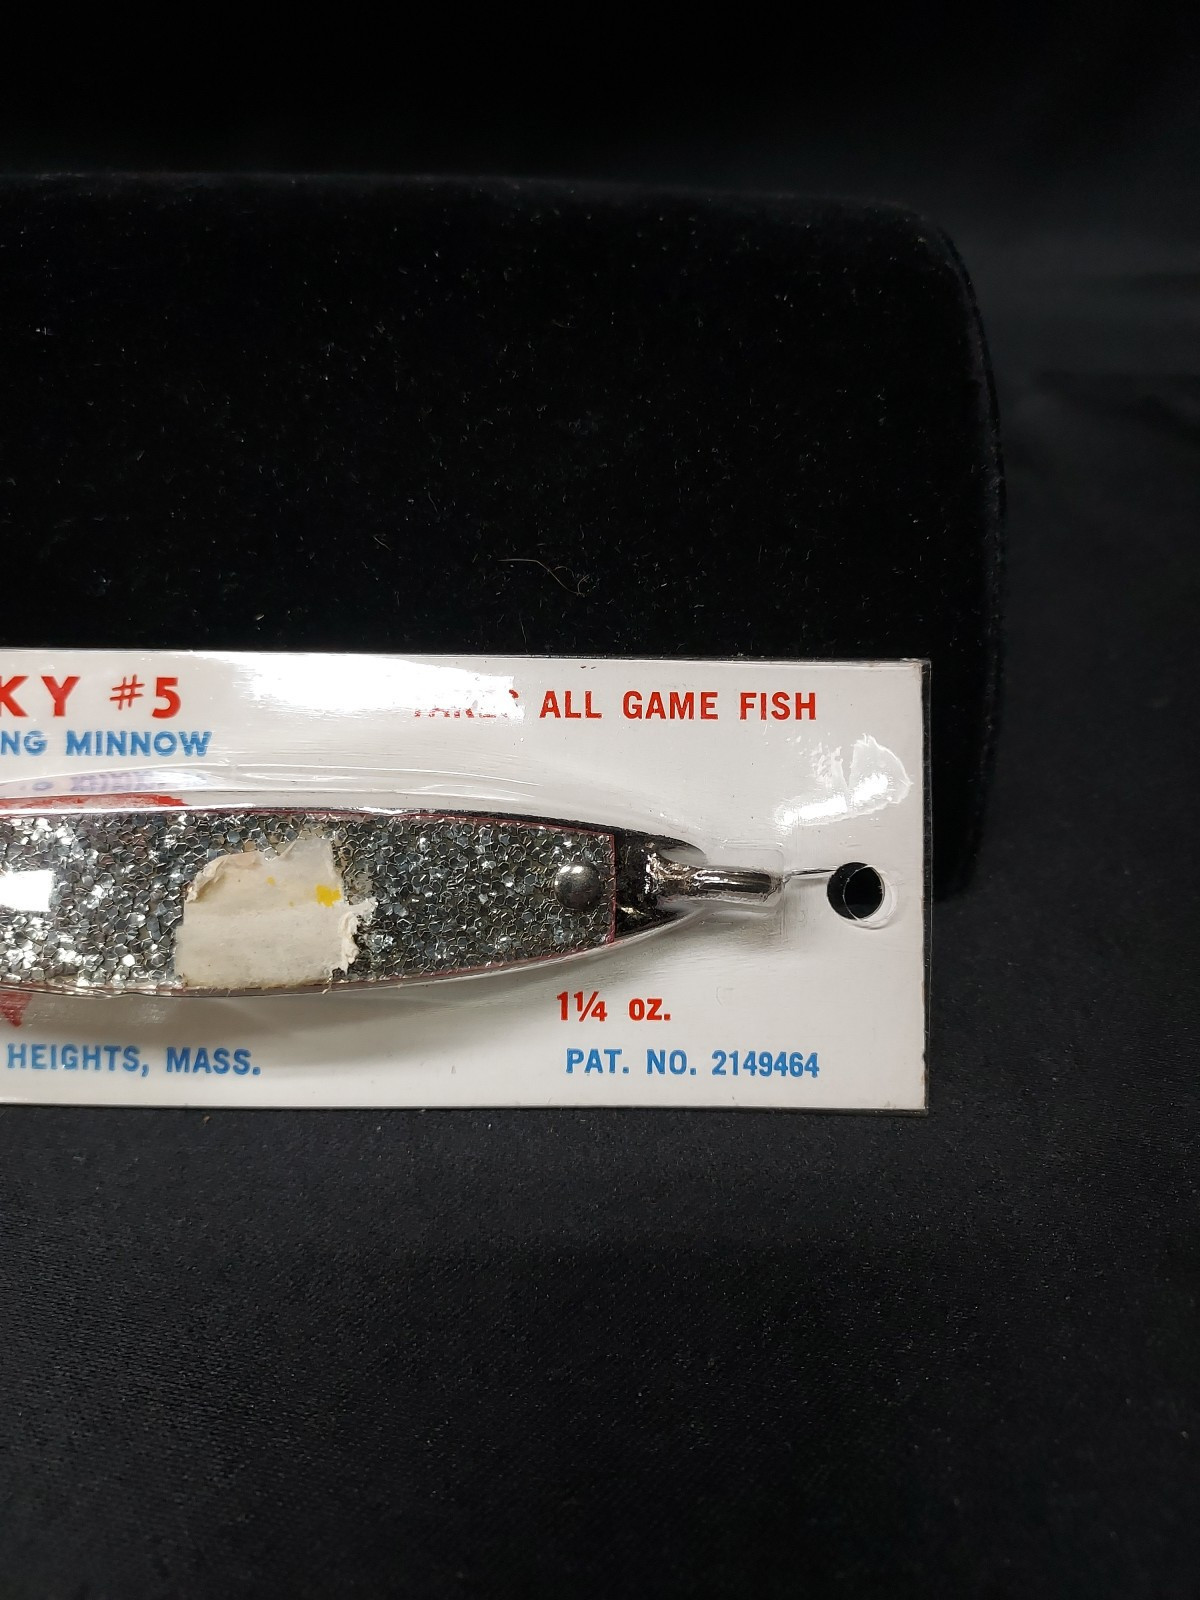 KY #5
NG MINNOW
ALL GAME FISH
1¼ oz.
HEIGHTS, MASS.
PAT. NO. 2149464